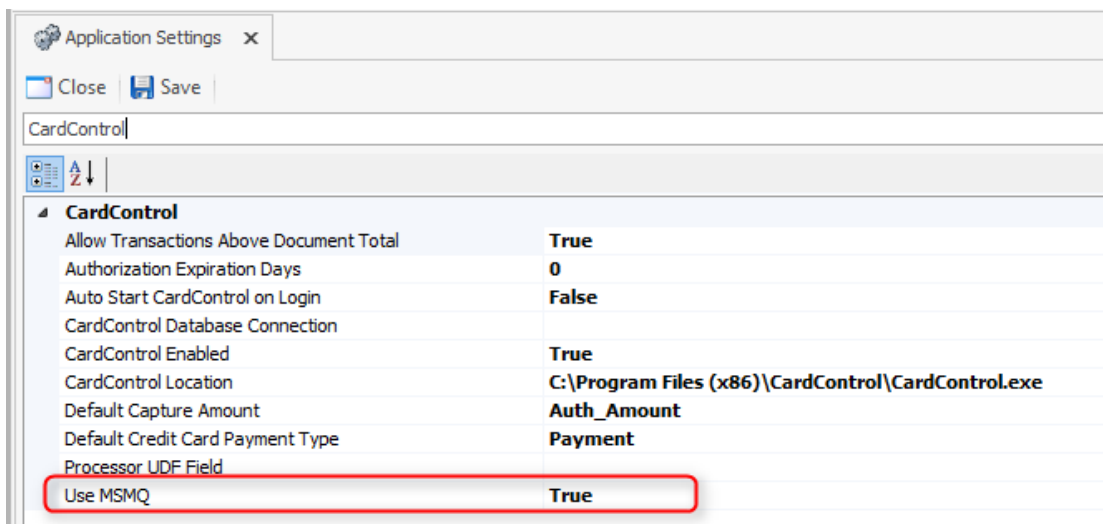 Application Settings x
Close Save
CardControl
A Z
CardControl
Allow Transactions Above Document Total True
Authorization Expiration Days 0
Auto Start CardControl on Login False
CardControl Database Connection
CardControl Enabled True
CardControl Location C:\Program Files (x86)\CardControl\CardControl.exe
Default Capture Amount Auth_Amount
Default Credit Card Payment Type Payment
Processor UDF Field
Use MSMQ True